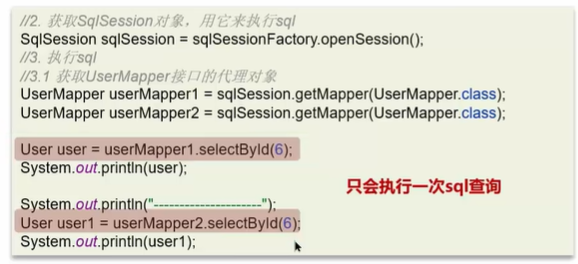 //2. 获取SqlSession对象，用它来执行sql
SqlSession sqlSession = sqlSessionFactory.openSession();
//3. 执行sql
//3.1 获取UserMapper接口的代理对象
UserMapper userMapper1 = sqlSession.getMapper(UserMapper.class);
UserMapper userMapper2 = sqlSession.getMapper(UserMapper.class);
User user = userMapper1.selectById(6);
System.out.println(user);
只会执行一次sql查询
System.out.println("---------------------");
User user1 = userMapper2.selectById(6);
System.out.println(user1);